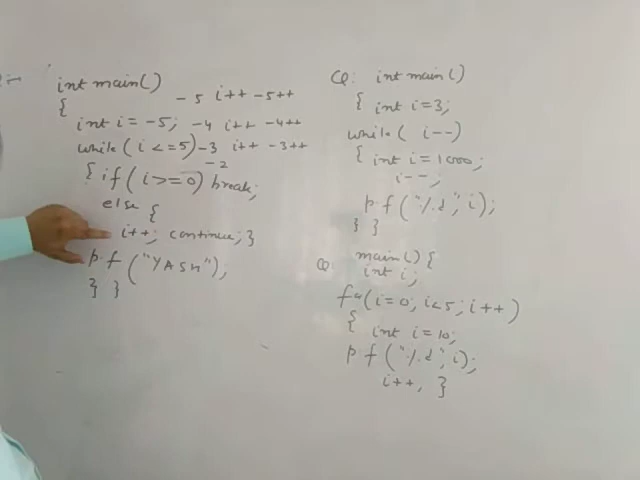 int main()
{
- 5 i++ -5++
int i = -5; -4 i++ -4++
while( i <= 5) -3 i++ -3++
-2
{ if ( i >= 0) break;
else {
i++; continue; }
p.f ("YASH");
} }
Q: int main()
{ int i=3;
while( i--)
{ int i=1000;
i--;
p.f ("%d", i);
} }
Q: main() {
int i;
for(i=0; i<5; i++)
{ int i=10;
p.f ("%d", i);
i++, }